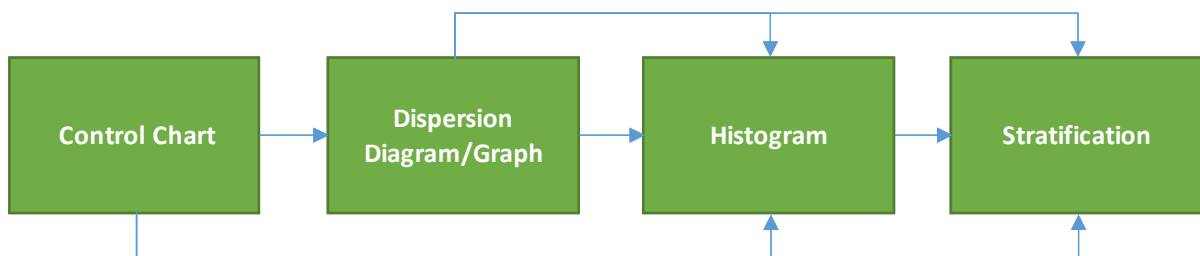 Control Chart
Dispersion
Diagram/Graph
Histogram
Stratification